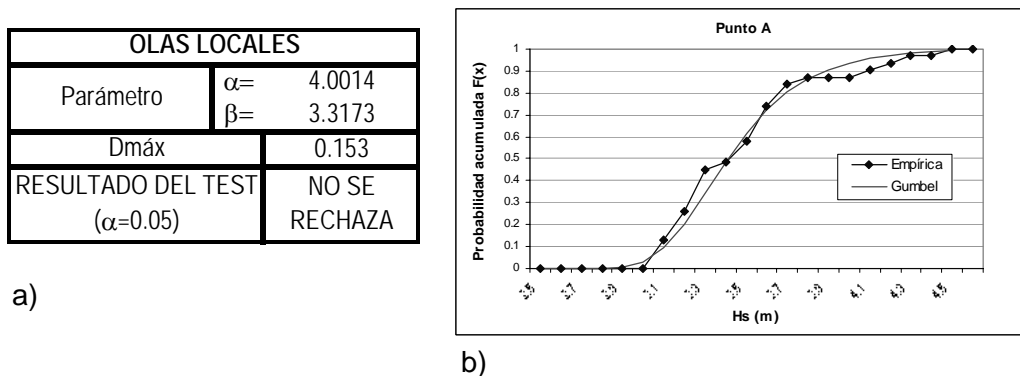 OLAS LOCALES
Parámetro
α= 4.0014
β= 3.3173
Dmáx 0.153
RESULTADO DEL TEST (α=0.05)
NO SE RECHAZA
a)
Punto A
Probabilidad acumulada F(x)
1
0.9
0.8
0.7
0.6
0.5
0.4
0.3
0.2
0.1
0
Empírica
Gumbel
Hs (m)
b)